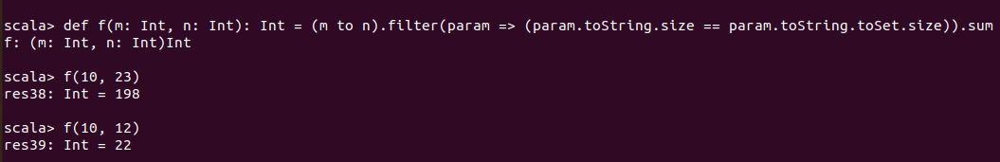 scala> def f(m: Int, n: Int): Int = (m to n).filter(param => (param.toString.size == param.toString.toSet.size)).sum
f: (m: Int, n: Int)Int
scala> f(10, 23)
res38: Int = 198
scala> f(10, 12)
res39: Int = 22